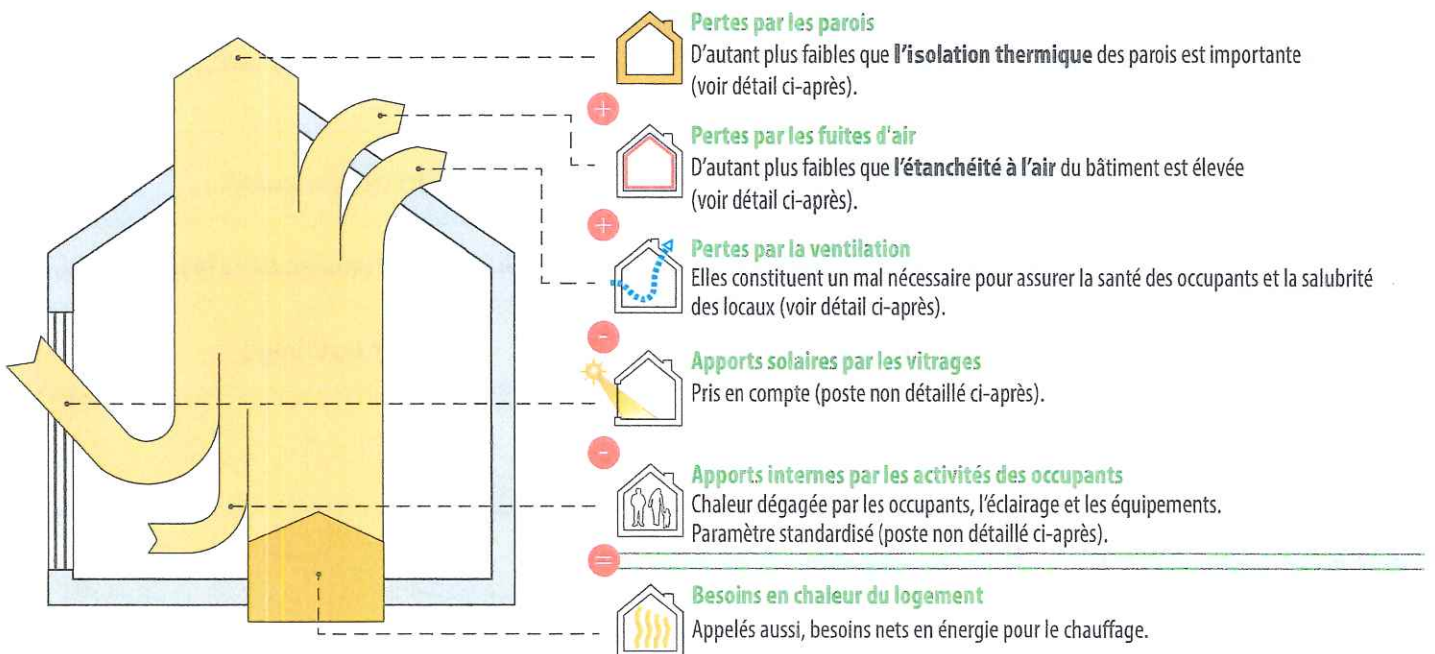 Pertes par les parois
D'autant plus faibles que l'isolation thermique des parois est importante
(voir détail ci-après).
+
Pertes par les fuites d'air
D'autant plus faibles que l'étanchéité à l'air du bâtiment est élevée
(voir détail ci-après).
+
Pertes par la ventilation
Elles constituent un mal nécessaire pour assurer la santé des occupants et la salubrité
des locaux (voir détail ci-après).
-
Apports solaires par les vitrages
Pris en compte (poste non détaillé ci-après).
-
Apports internes par les activités des occupants
Chaleur dégagée par les occupants, l'éclairage et les équipements.
Paramètre standardisé (poste non détaillé ci-après).
=
Besoins en chaleur du logement
Appelés aussi, besoins nets en énergie pour le chauffage.